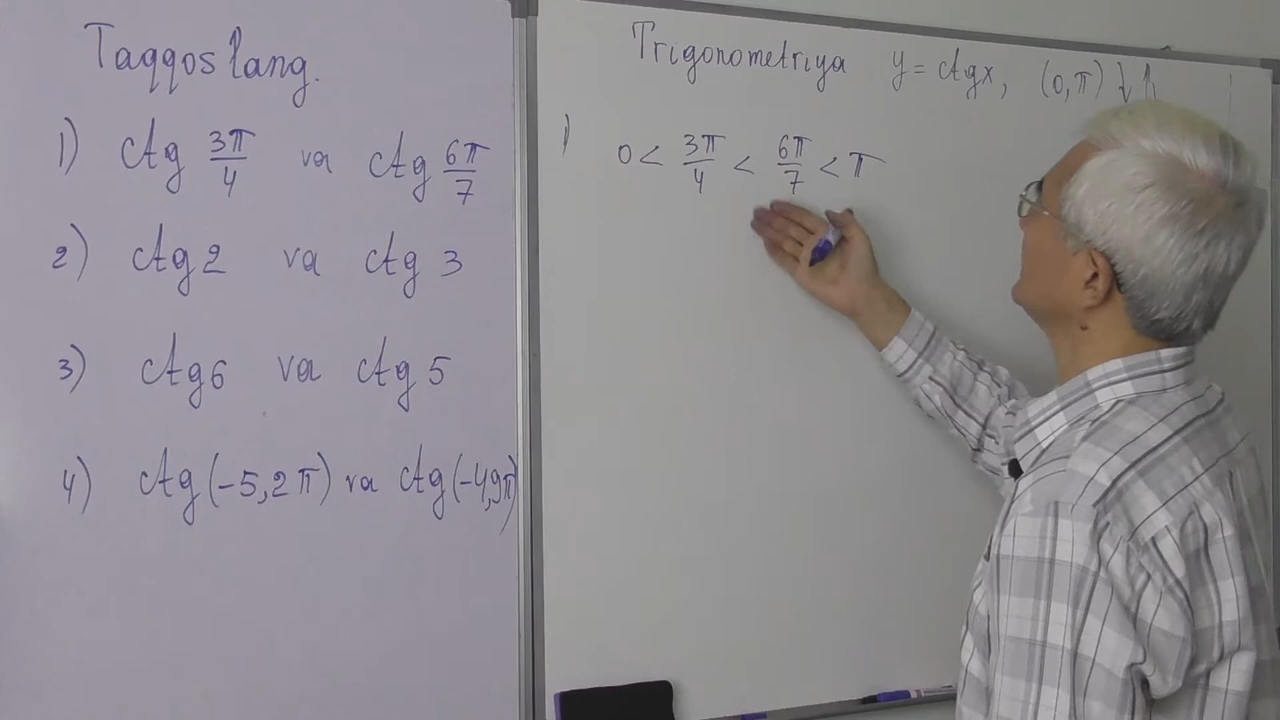 Taqqoslang.
1) ctg 3π/4 va ctg 6π/7
2) ctg 2 va ctg 3
3) ctg 6 va ctg 5
4) ctg (-5,2π) va ctg (-4,9π)
Trigonometriya y = ctgx, (0,π) ↓
1) 0 < 3π/4 < 6π/7 < π